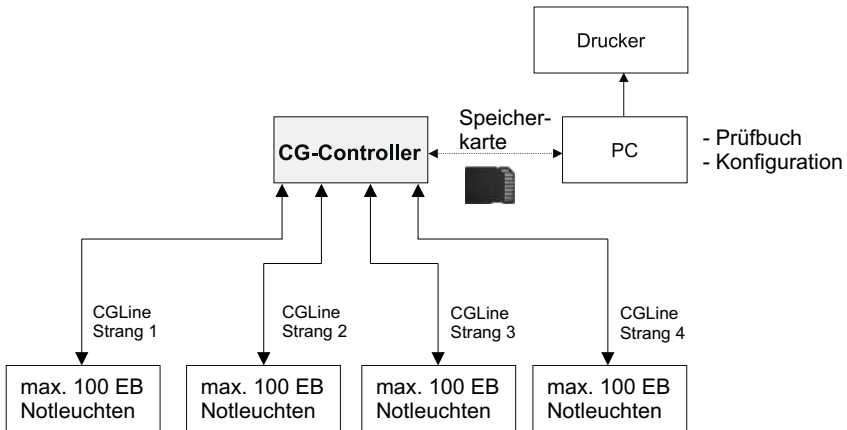 Drucker
CG-Controller
Speicher-
karte
PC
- Prüfbuch
- Konfiguration
CGLine
Strang 1
CGLine
Strang 2
CGLine
Strang 3
CGLine
Strang 4
max. 100 EB
Notleuchten
max. 100 EB
Notleuchten
max. 100 EB
Notleuchten
max. 100 EB
Notleuchten